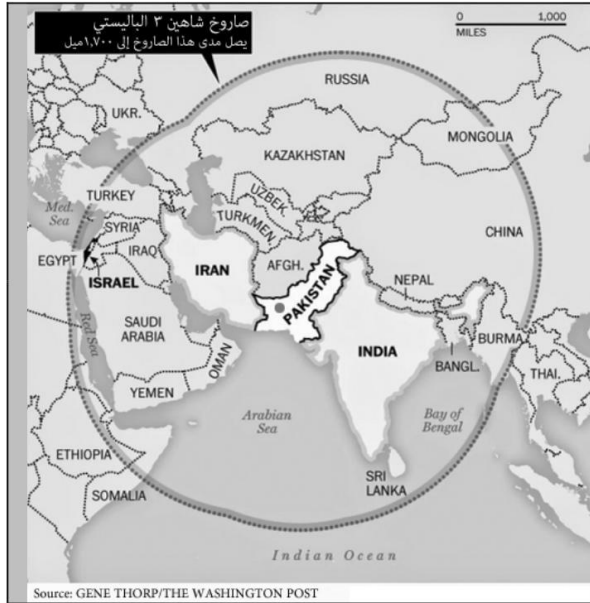 صاروخ شاهين ٣ الباليستي
يصل مدى هذا الصاروخ إلى ١,٧٠٠ميل
0 1,000
MILES
RUSSIA
UKR.
MONGOLIA
KAZAKHSTAN
UZBEK.
TURKEY
TURKMEN.
Med.
Sea
SYRIA
CHINA
IRAQ
EGYPT
AFGH.
IRAN
ISRAEL
PAKISTAN
NEPAL
SAUDI
ARABIA
Red Sea
OMAN
INDIA
BURMA
BANGL.
THAI.
YEMEN
Arabian
Sea
Bay of
Bengal
ETHIOPIA
SRI
LANKA
SOMALIA
Indian Ocean
Source: GENE THORP/THE WASHINGTON POST